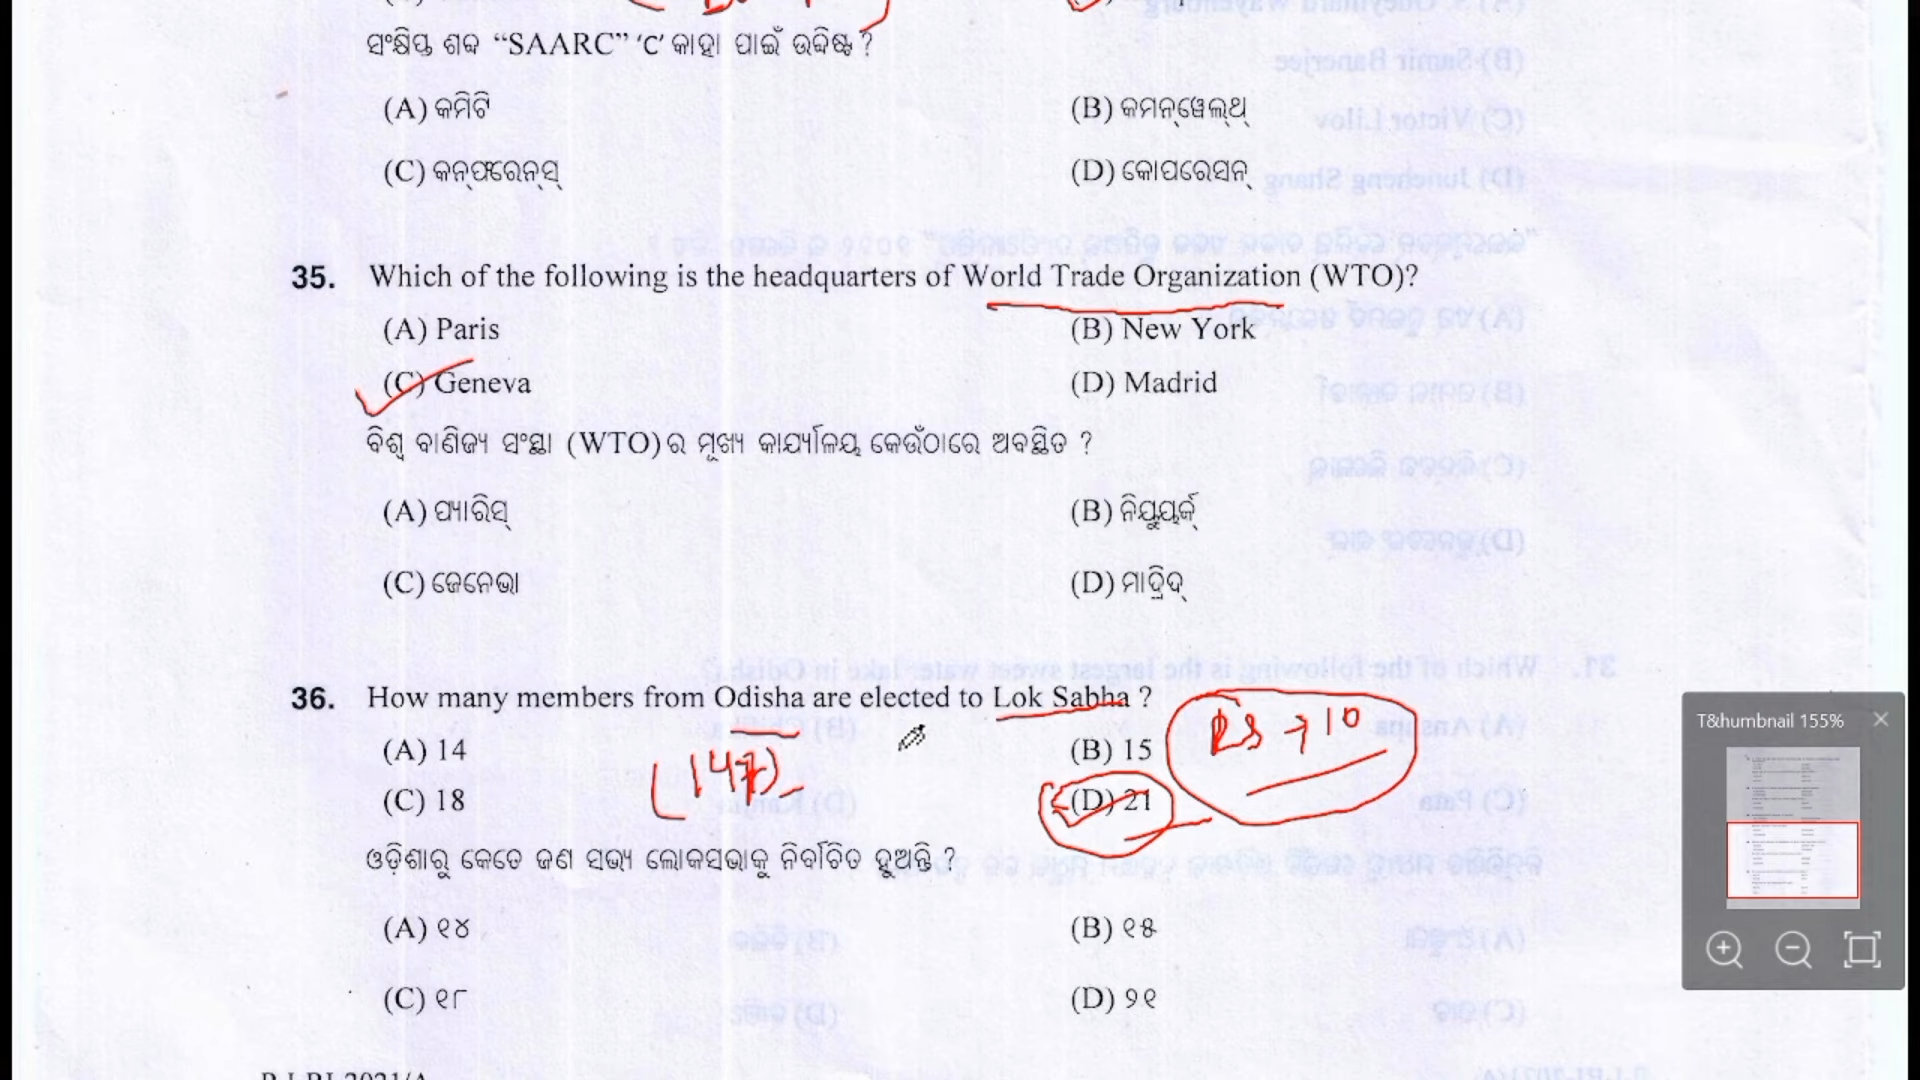 ସଂକ୍ଷିପ୍ତ ଶବ୍ଦ “SAARC” ‘C’ କାହା ପାଇଁ ଉଦ୍ଦିଷ୍ଟ ?
(A) କମିଟି
(B) କମନ୍‌ୱେଲ୍‌ଥ୍
(C) କନ୍‌ଫରେନ୍‌ସ୍
(D) କୋପରେସନ୍
35. Which of the following is the headquarters of World Trade Organization (WTO)?
(A) Paris
(B) New York
(C) Geneva
(D) Madrid
ବିଶ୍ୱ ବାଣିଜ୍ୟ ସଂସ୍ଥା (WTO) ର ମୂଖ୍ୟ କାର୍ଯ୍ୟାଳୟ କେଉଁଠାରେ ଅବସ୍ଥିତ ?
(A) ପ୍ୟାରିସ୍
(B) ନିୟୁୟର୍କ୍
(C) ଜେନେଭା
(D) ମାଦ୍ରିଦ୍
36. How many members from Odisha are elected to Lok Sabha ?
(A) 14
(B) 15
RS → 10
(147)
(C) 18
(D) 21
ଓଡ଼ିଶାରୁ କେତେ ଜଣ ସଭ୍ୟ ଲୋକସଭାକୁ ନିର୍ବାଚିତ ହୁଅନ୍ତି ?
(A) ୧୪
(B) ୧୫
(C) ୧୮
(D) ୨୧
T&humbnail 155%